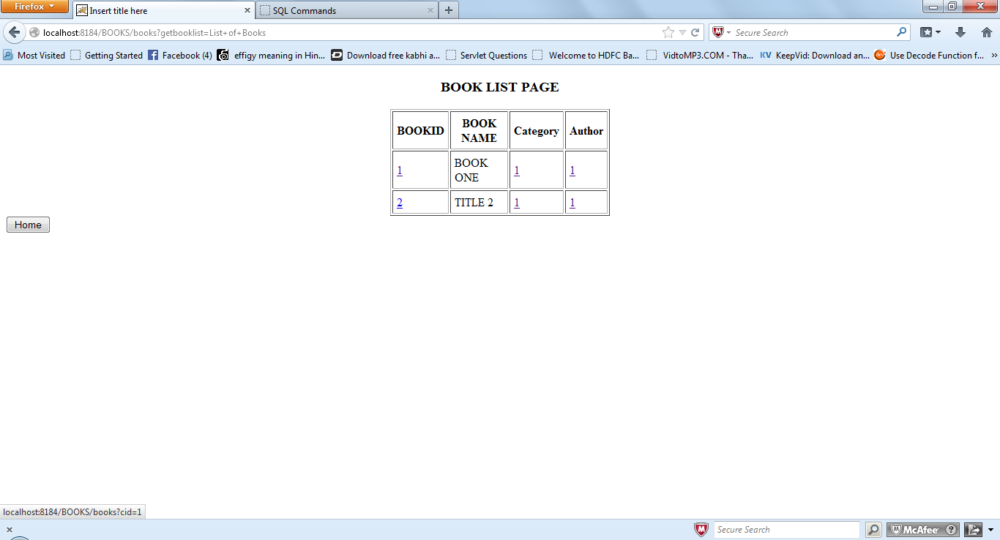 Firefox
Insert title here
SQL Commands
localhost:8184/BOOKS/books?getbooklist=List+of+Books
Secure Search
Most Visited Getting Started Facebook (4) effigy meaning in Hin... Download free kabhi a... Servlet Questions Welcome to HDFC Ba... VidtoMP3.COM - Tha... KV KeepVid: Download an... dev Use Decode Function f... »
BOOK LIST PAGE
BOOKID BOOK NAME Category Author
1 BOOK ONE 1 1
2 TITLE 2 1 1
Home
localhost:8184/BOOKS/books?cid=1
Secure Search McAfee ?